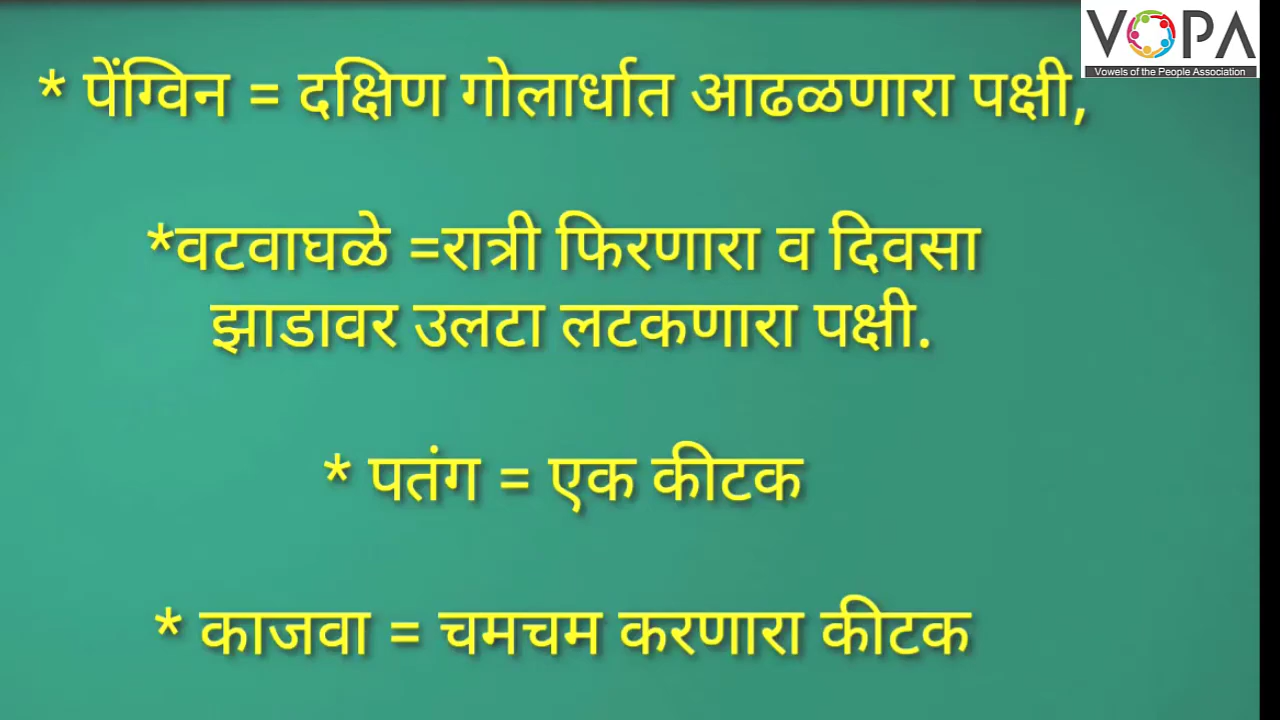 VOPA
Vowels of the People Association
* पेंग्विन = दक्षिण गोलार्धात आढळणारा पक्षी,
*वटवाघळे =रात्री फिरणारा व दिवसा
झाडावर उलटा लटकणारा पक्षी.
* पतंग = एक कीटक
* काजवा = चमचम करणारा कीटक